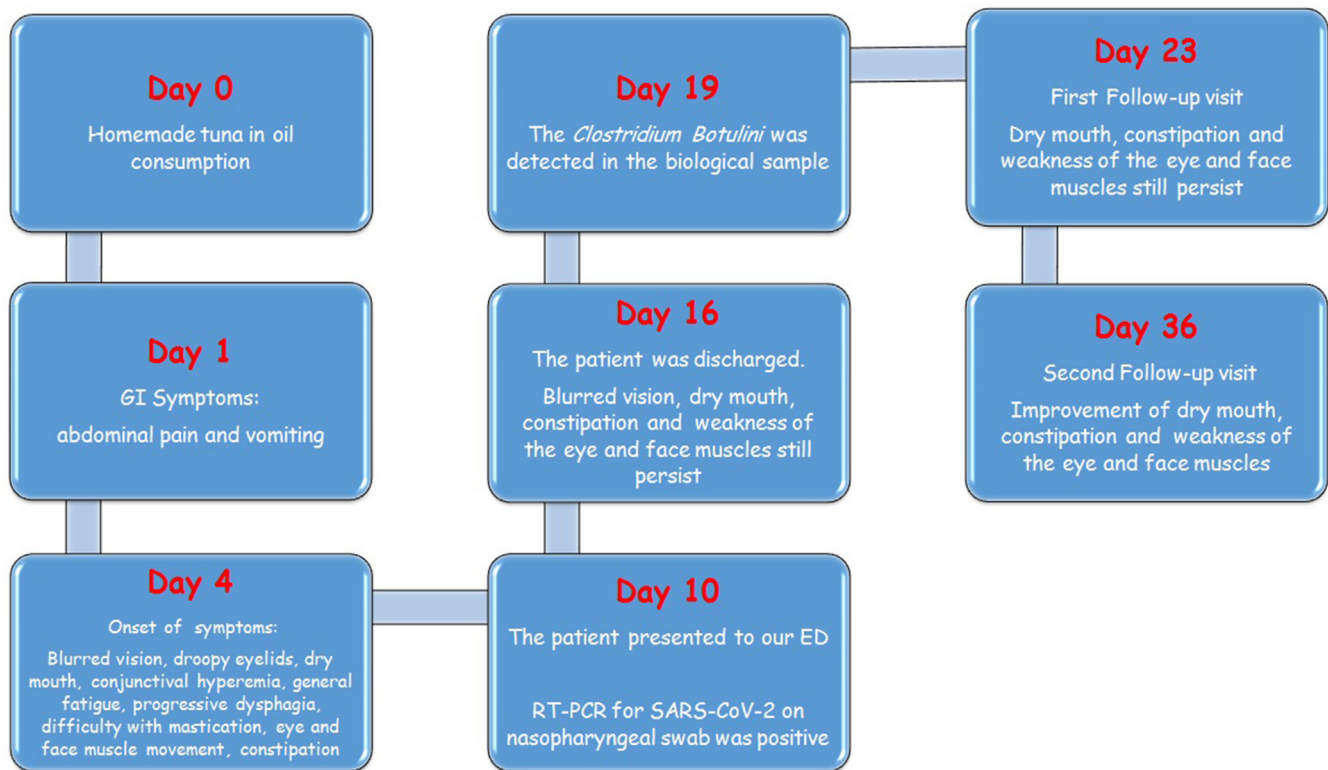 Day 0
Homemade tuna in oil
consumption
Day 1
GI Symptoms:
abdominal pain and vomiting
Day 4
Onset of symptoms:
Blurred vision, droopy eyelids, dry
mouth, conjunctival hyperemia, general
fatigue, progressive dysphagia,
difficulty with mastication, eye and
face muscle movement, constipation
Day 10
The patient presented to our ED
RT-PCR for SARS-CoV-2 on
nasopharyngeal swab was positive
Day 16
The patient was discharged.
Blurred vision, dry mouth,
constipation and weakness of
the eye and face muscles still
persist
Day 19
The Clostridium Botulini was
detected in the biological sample
Day 23
First Follow-up visit
Dry mouth, constipation and
weakness of the eye and face
muscles still persist
Day 36
Second Follow-up visit
Improvement of dry mouth,
constipation and weakness of
the eye and face muscles